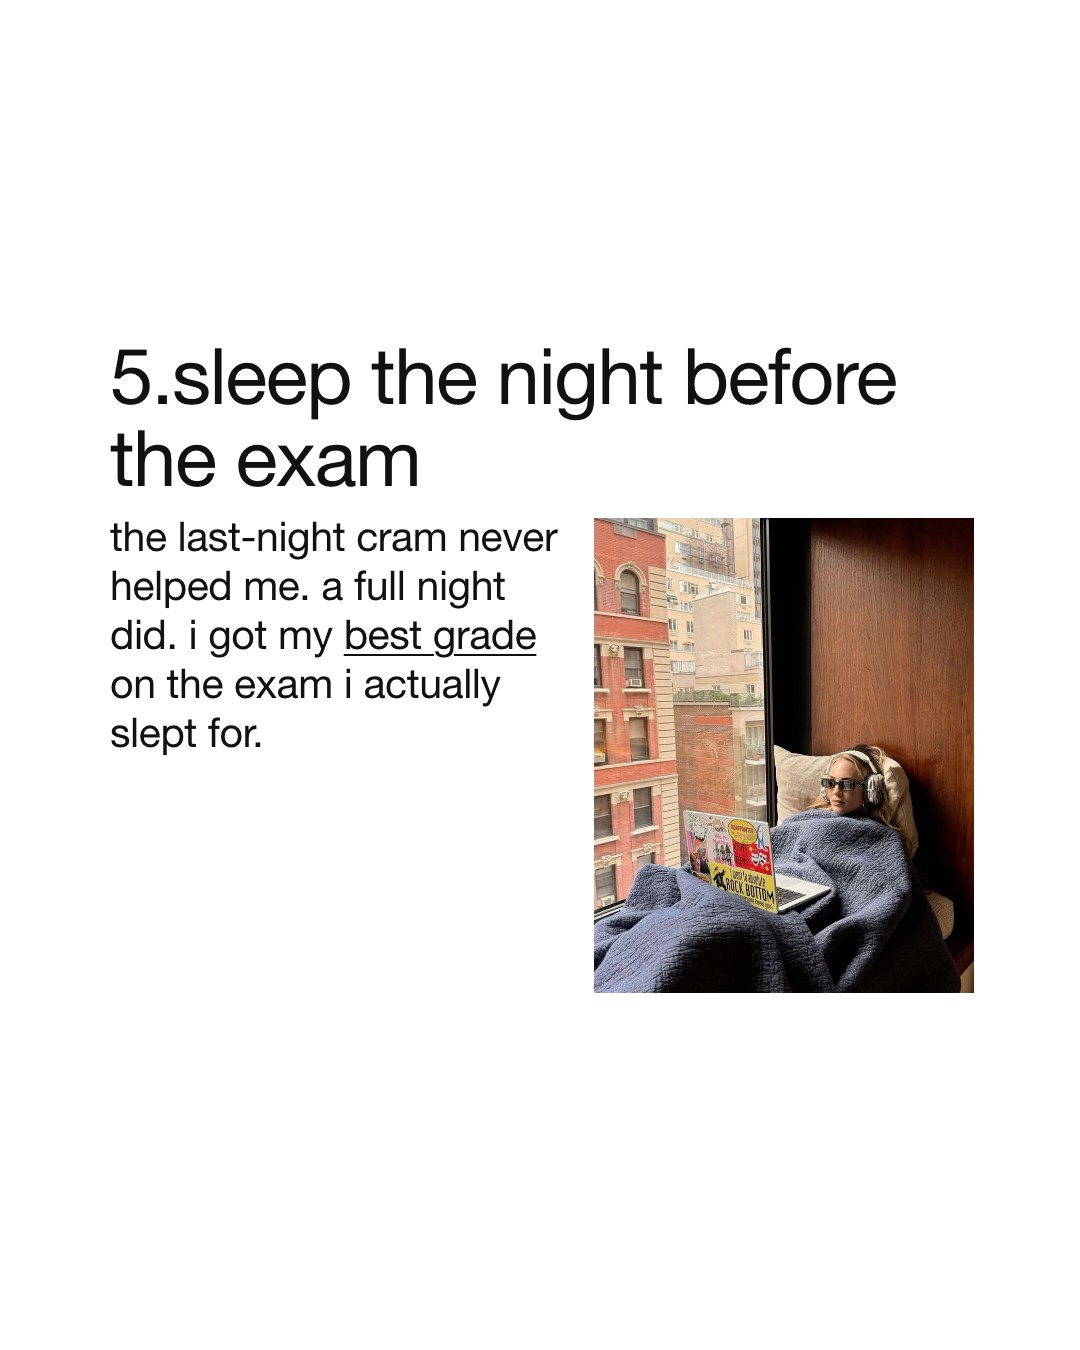 5.sleep the night before
the exam
the last-night cram never
helped me. a full night
did. i got my best grade
on the exam i actually
slept for.
ROCK BOTTOM